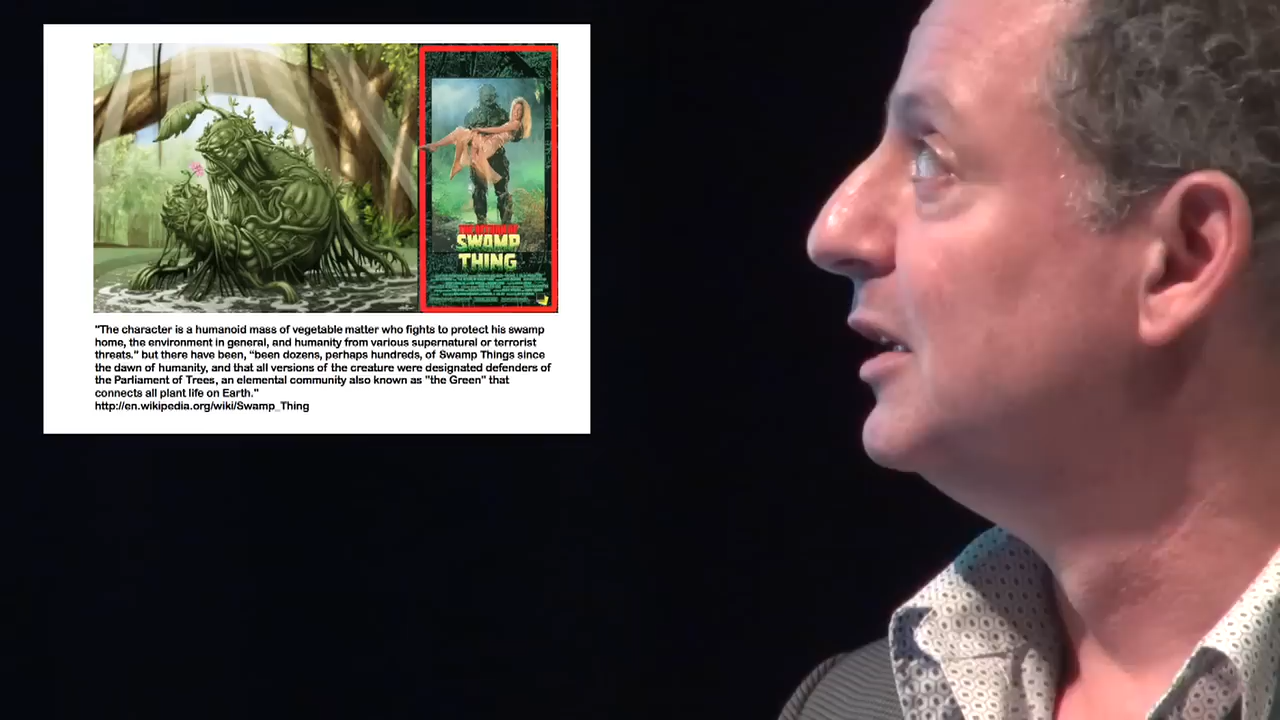 SWAMP
THING
"The character is a humanoid mass of vegetable matter who fights to protect his swamp
home, the environment in general, and humanity from various supernatural or terrorist
threats." but there have been, "been dozens, perhaps hundreds, of Swamp Things since
the dawn of humanity, and that all versions of the creature were designated defenders of
the Parliament of Trees, an elemental community also known as "the Green" that
connects all plant life on Earth."
http://en.wikipedia.org/wiki/Swamp_Thing